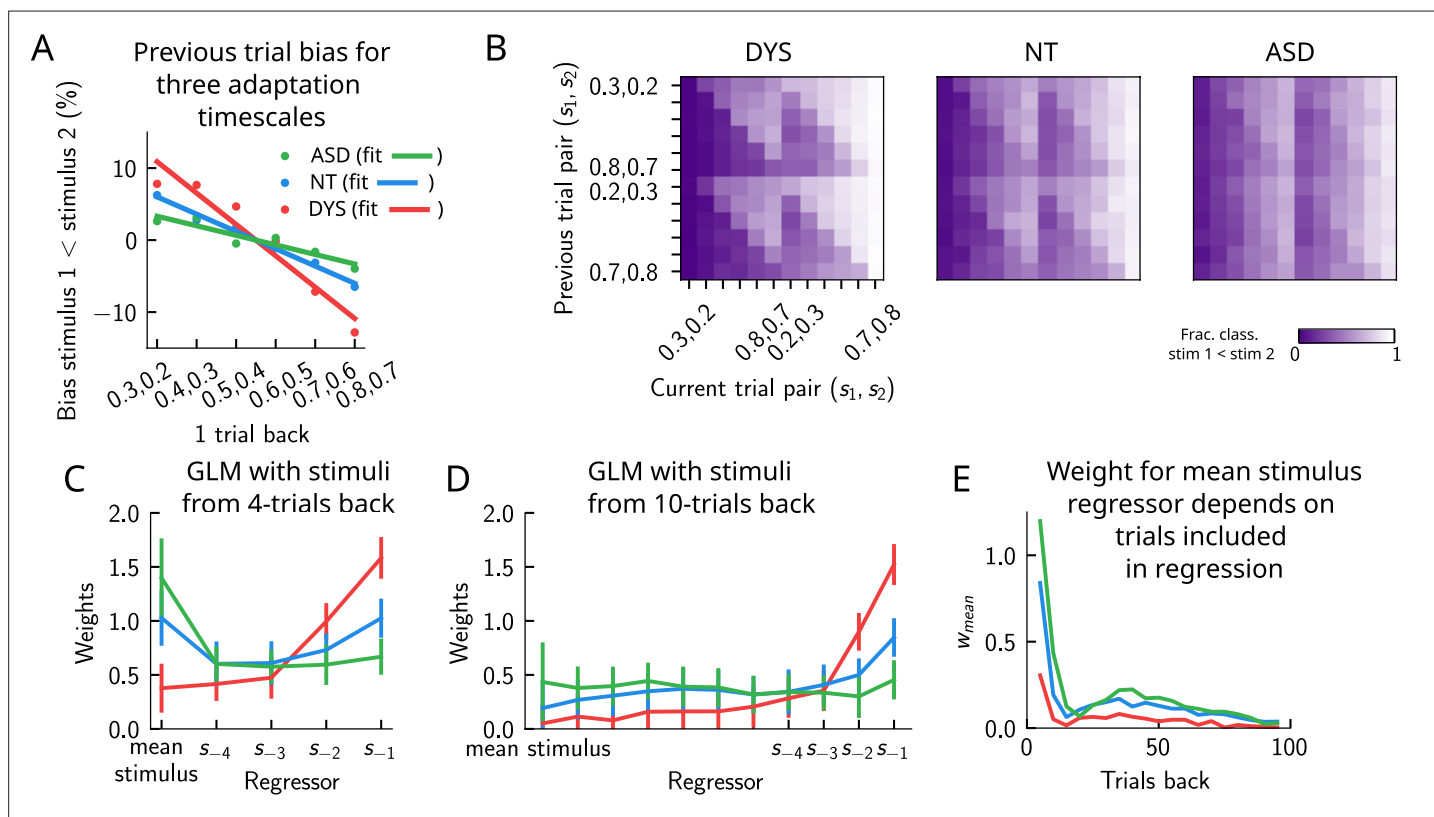 A
Previous trial bias for
three adaptation
timescales
Bias stimulus 1 < stimulus 2 (%)
10
0
−10
ASD (fit )
NT (fit )
DYS (fit )
0.3,0.2
0.4,0.3
0.5,0.4
0.6,0.5
0.7,0.6
0.8,0.7
1 trial back
B
DYS
NT
ASD
Previous trial pair (s1, s2)
0.3,0.2
0.8,0.7
0.2,0.3
0.7,0.8
0.3,0.2
0.8,0.7
0.2,0.3
0.7,0.8
Current trial pair (s1, s2)
Frac. class.
stim 1 < stim 2
0
1
C
GLM with stimuli
from 4-trials back
Weights
2.0
1.5
1.0
0.5
0.0
mean
stimulus
s−4
s−3
s−2
s−1
Regressor
D
GLM with stimuli
from 10-trials back
Weights
2.0
1.5
1.0
0.5
0.0
mean stimulus
s−4
s−3
s−2
s−1
Regressor
E
Weight for mean stimulus
regressor depends on
trials included
in regression
wmean
1.0
0.5
0.0
0
50
100
Trials back